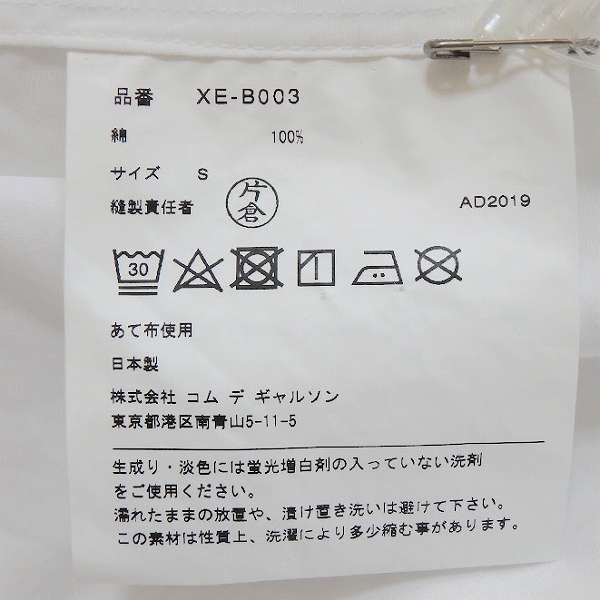 品番 XE-B003
綿 100%
サイズ S
縫製責任者 片倉 AD2019
30
あて布使用
日本製
株式会社 コム デ ギャルソン
東京都港区南青山5-11-5
生成り・淡色には蛍光増白剤の入っていない洗剤
をご使用ください。
濡れたままの放置や、漬け置き洗いは避けて下さい。
この素材は性質上、洗濯により多少縮む事があります。